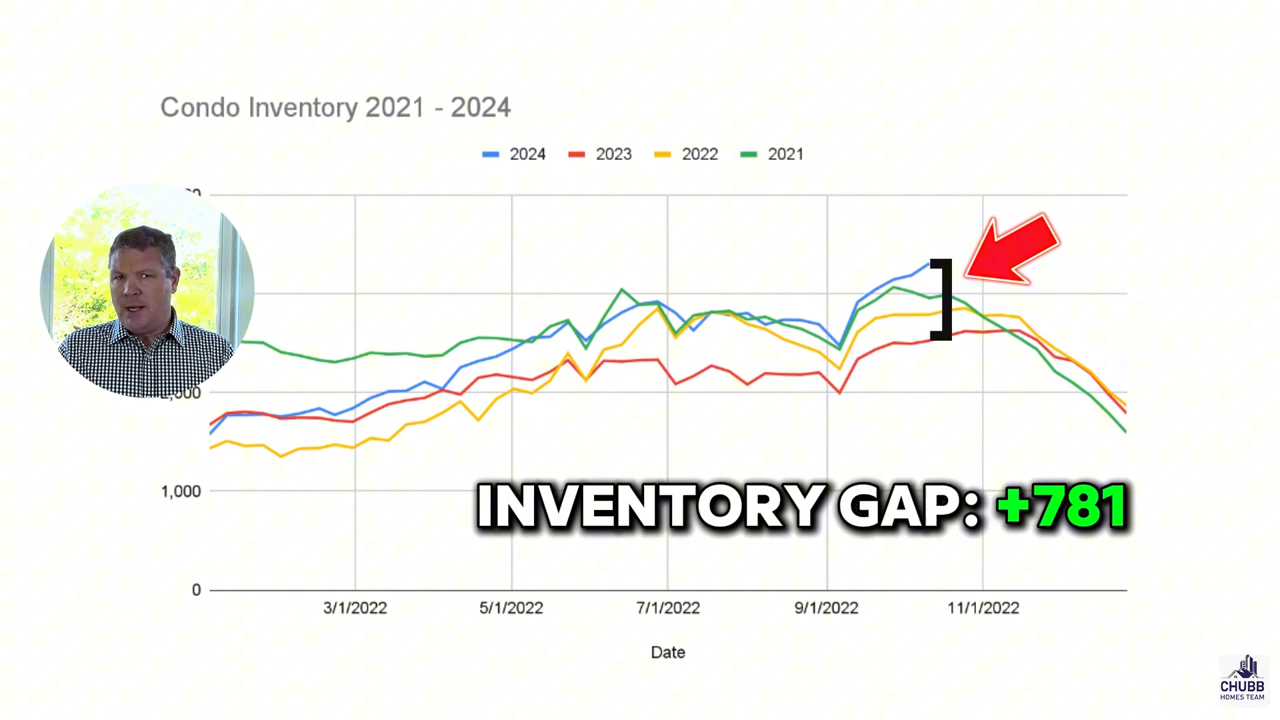 Condo Inventory 2021 - 2024
2024 2023 2022 2021
1,000
0
3/1/2022 5/1/2022 7/1/2022 9/1/2022 11/1/2022
Date
INVENTORY GAP: +781
CHUBB
HOMES TEAM